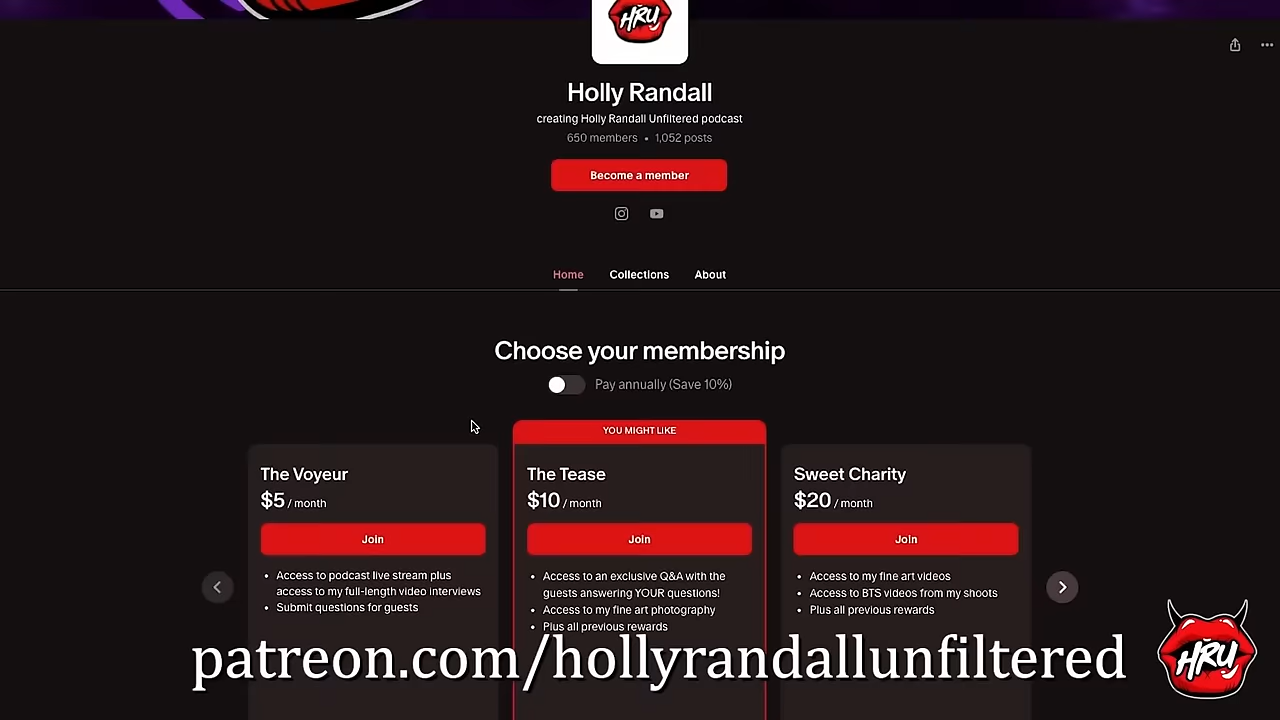 HRU
Holly Randall
creating Holly Randall Unfiltered podcast
650 members • 1,052 posts
Become a member
Home
Collections
About
Choose your membership
Pay annually (Save 10%)
The Voyeur
$5 / month
Join
• Access to podcast live stream plus
access to my full-length video interviews
• Submit questions for guests
YOU MIGHT LIKE
The Tease
$10 / month
Join
• Access to an exclusive Q&A with the
guests answering YOUR questions!
• Access to my fine art photography
• Plus all previous rewards
Sweet Charity
$20 / month
Join
• Access to my fine art videos
• Access to BTS videos from my shoots
• Plus all previous rewards
patreon.com/hollyrandallunfiltered
HRU